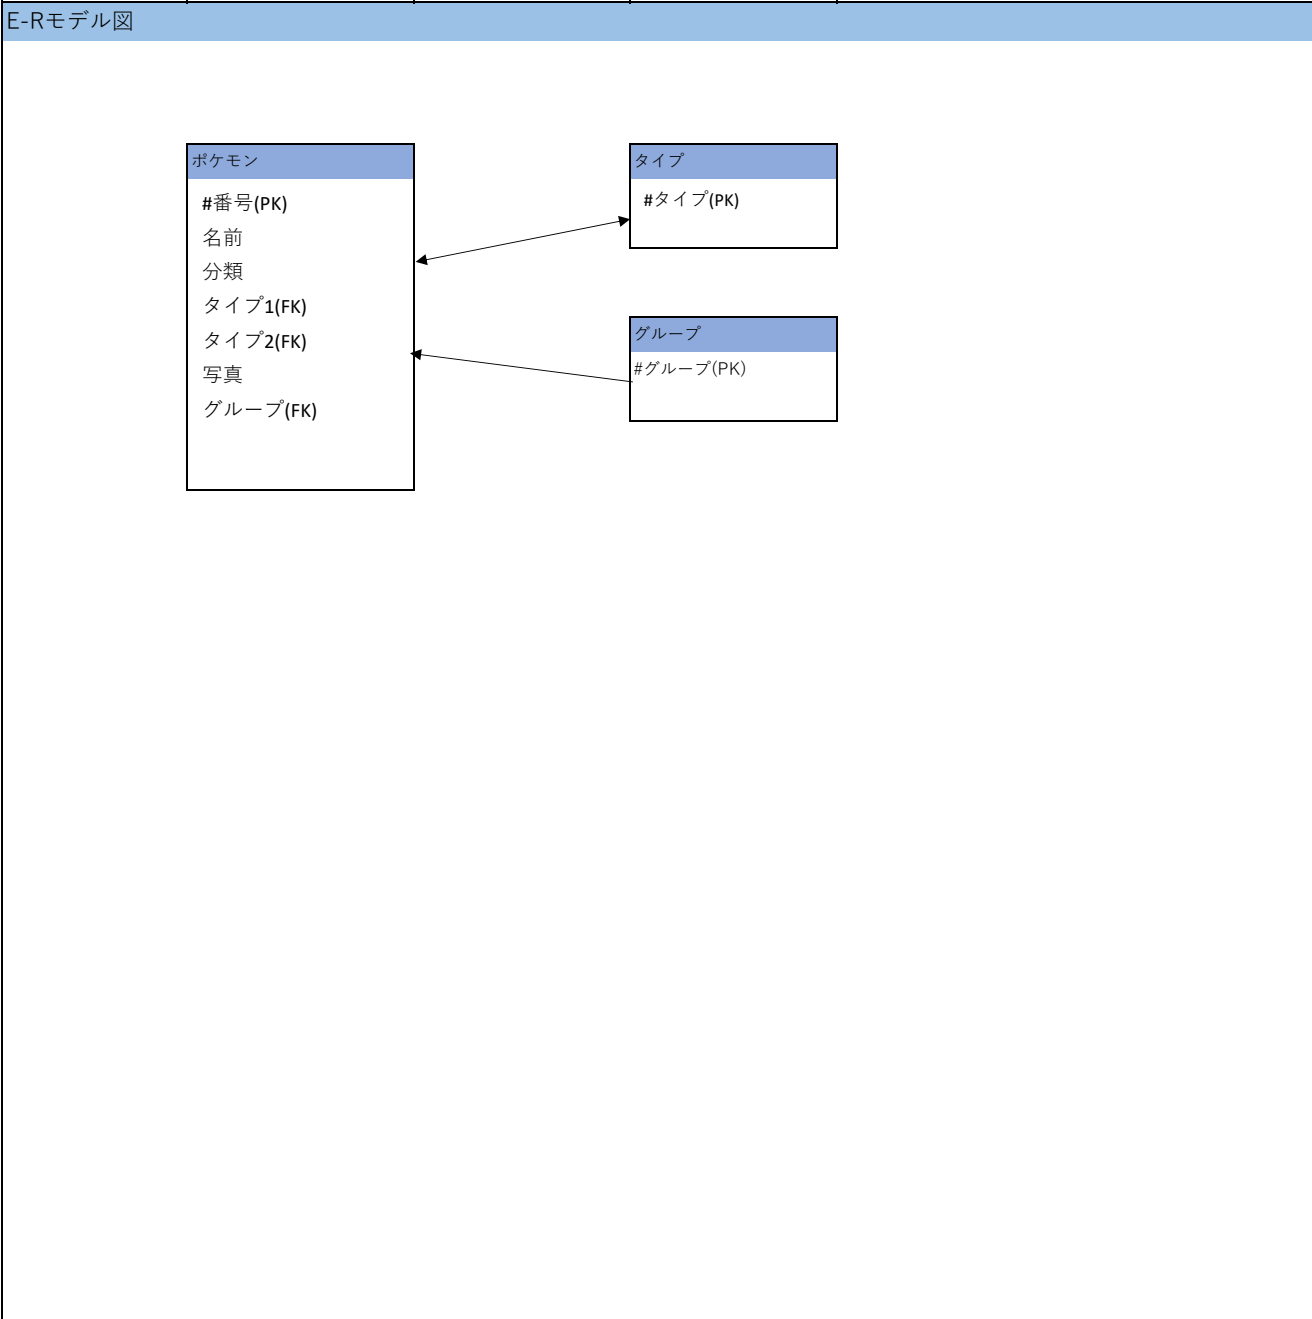 E-Rモデル図
ポケモン
#番号(PK)
名前
分類
タイプ1(FK)
タイプ2(FK)
写真
グループ(FK)
タイプ
#タイプ(PK)
グループ
#グループ(PK)